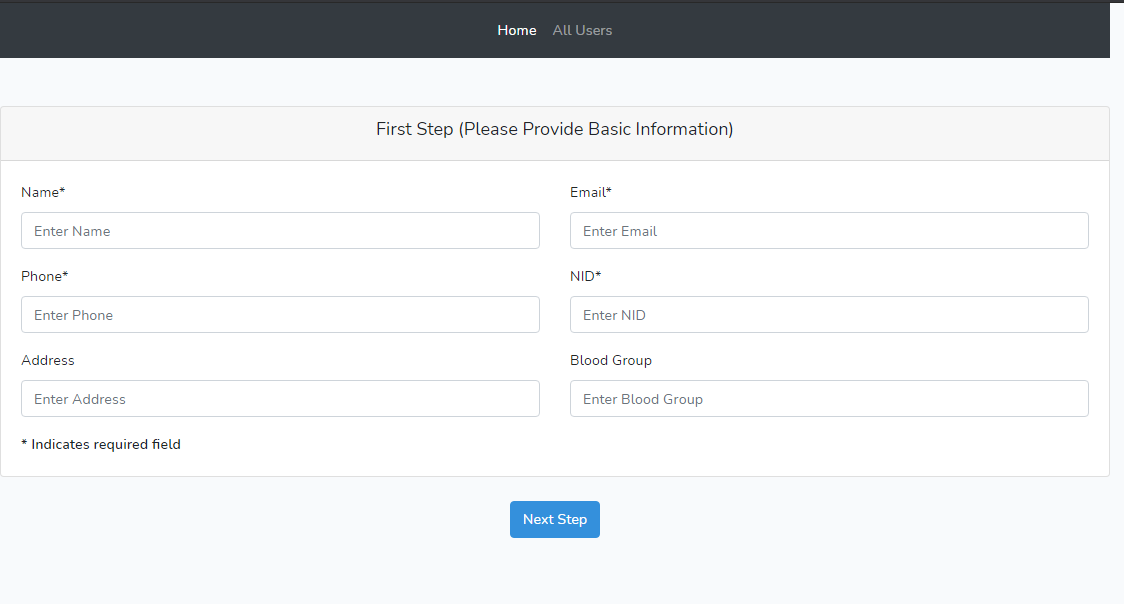 Home All Users
First Step (Please Provide Basic Information)
Name* Email*
Enter Name Enter Email
Phone* NID*
Enter Phone Enter NID
Address Blood Group
Enter Address Enter Blood Group
* Indicates required field
Next Step